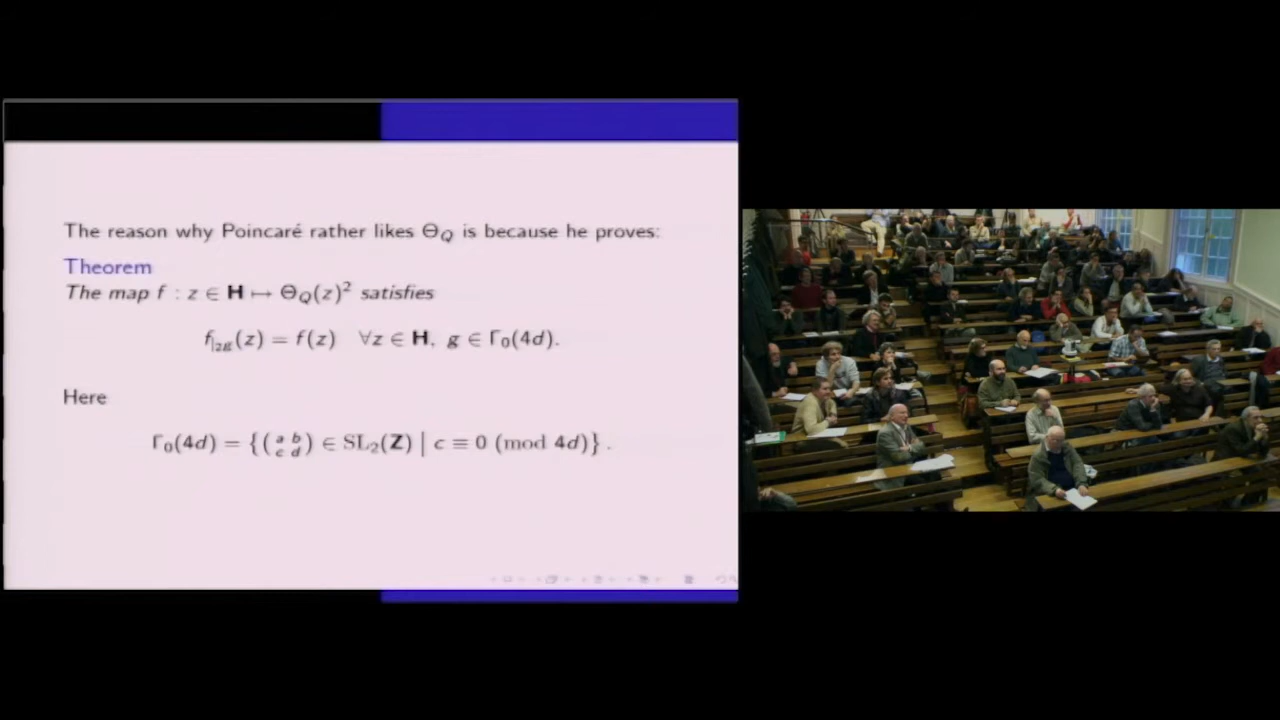 The reason why Poincaré rather likes Θ_Q is because he proves:
Theorem
The map f : z ∈ H ↦ Θ_Q(z)² satisfies
f|₂g(z) = f(z) ∀z ∈ H, g ∈ Γ₀(4d).
Here
Γ₀(4d) = {(a b c d) ∈ SL₂(Z) | c ≡ 0 (mod 4d)} .